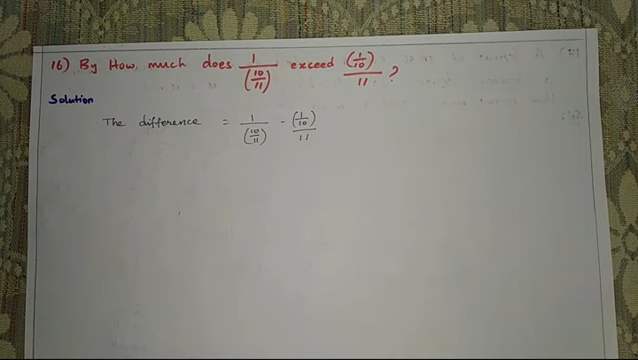 16) By How much does 1/(10/11) exceed (1/10)/11 ?
Solution
The difference = 1/(10/11) - (1/10)/11